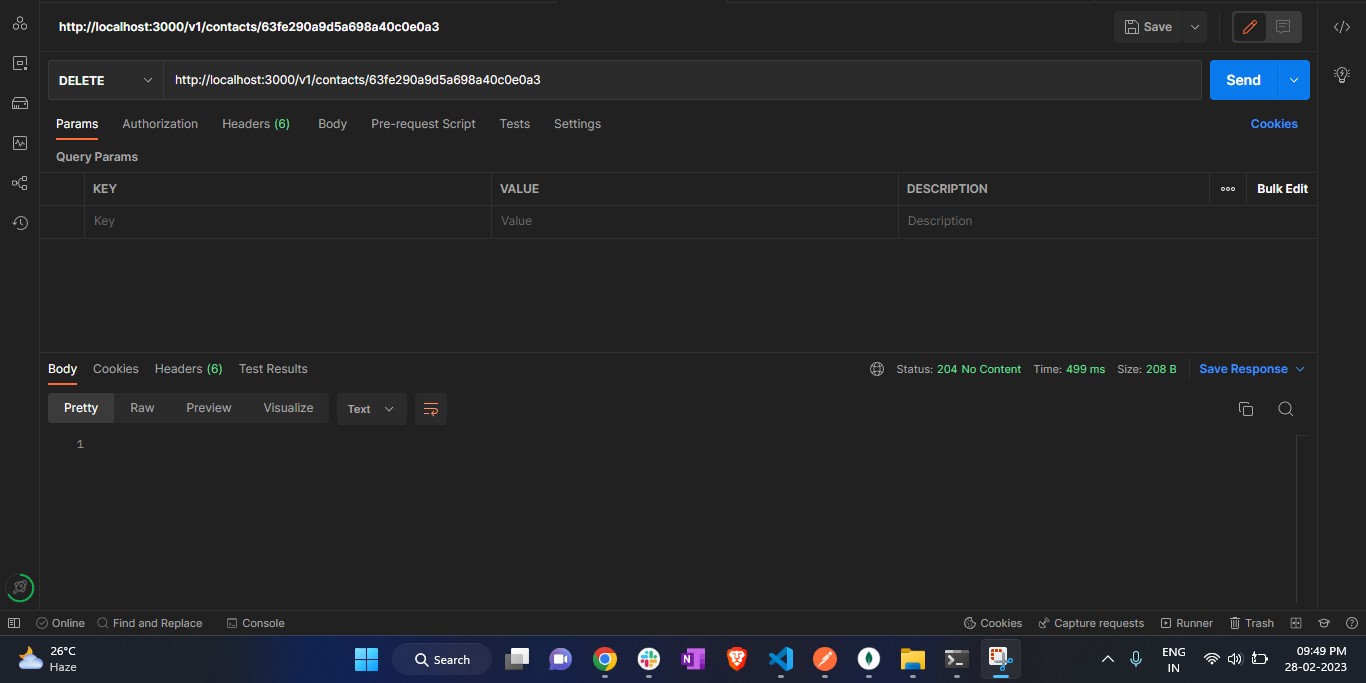 http://localhost:3000/v1/contacts/63fe290a9d5a698a40c0e0a3
Save
DELETE
http://localhost:3000/v1/contacts/63fe290a9d5a698a40c0e0a3
Send
Params Authorization Headers (6) Body Pre-request Script Tests Settings Cookies
Query Params
KEY VALUE DESCRIPTION Bulk Edit
Key Value Description
Body Cookies Headers (6) Test Results Status: 204 No Content Time: 499 ms Size: 208 B Save Response
Pretty Raw Preview Visualize Text
1
Online Find and Replace Console Cookies Capture requests Runner Trash
26°C
Haze
Search
ENG
IN
09:49 PM
28-02-2023